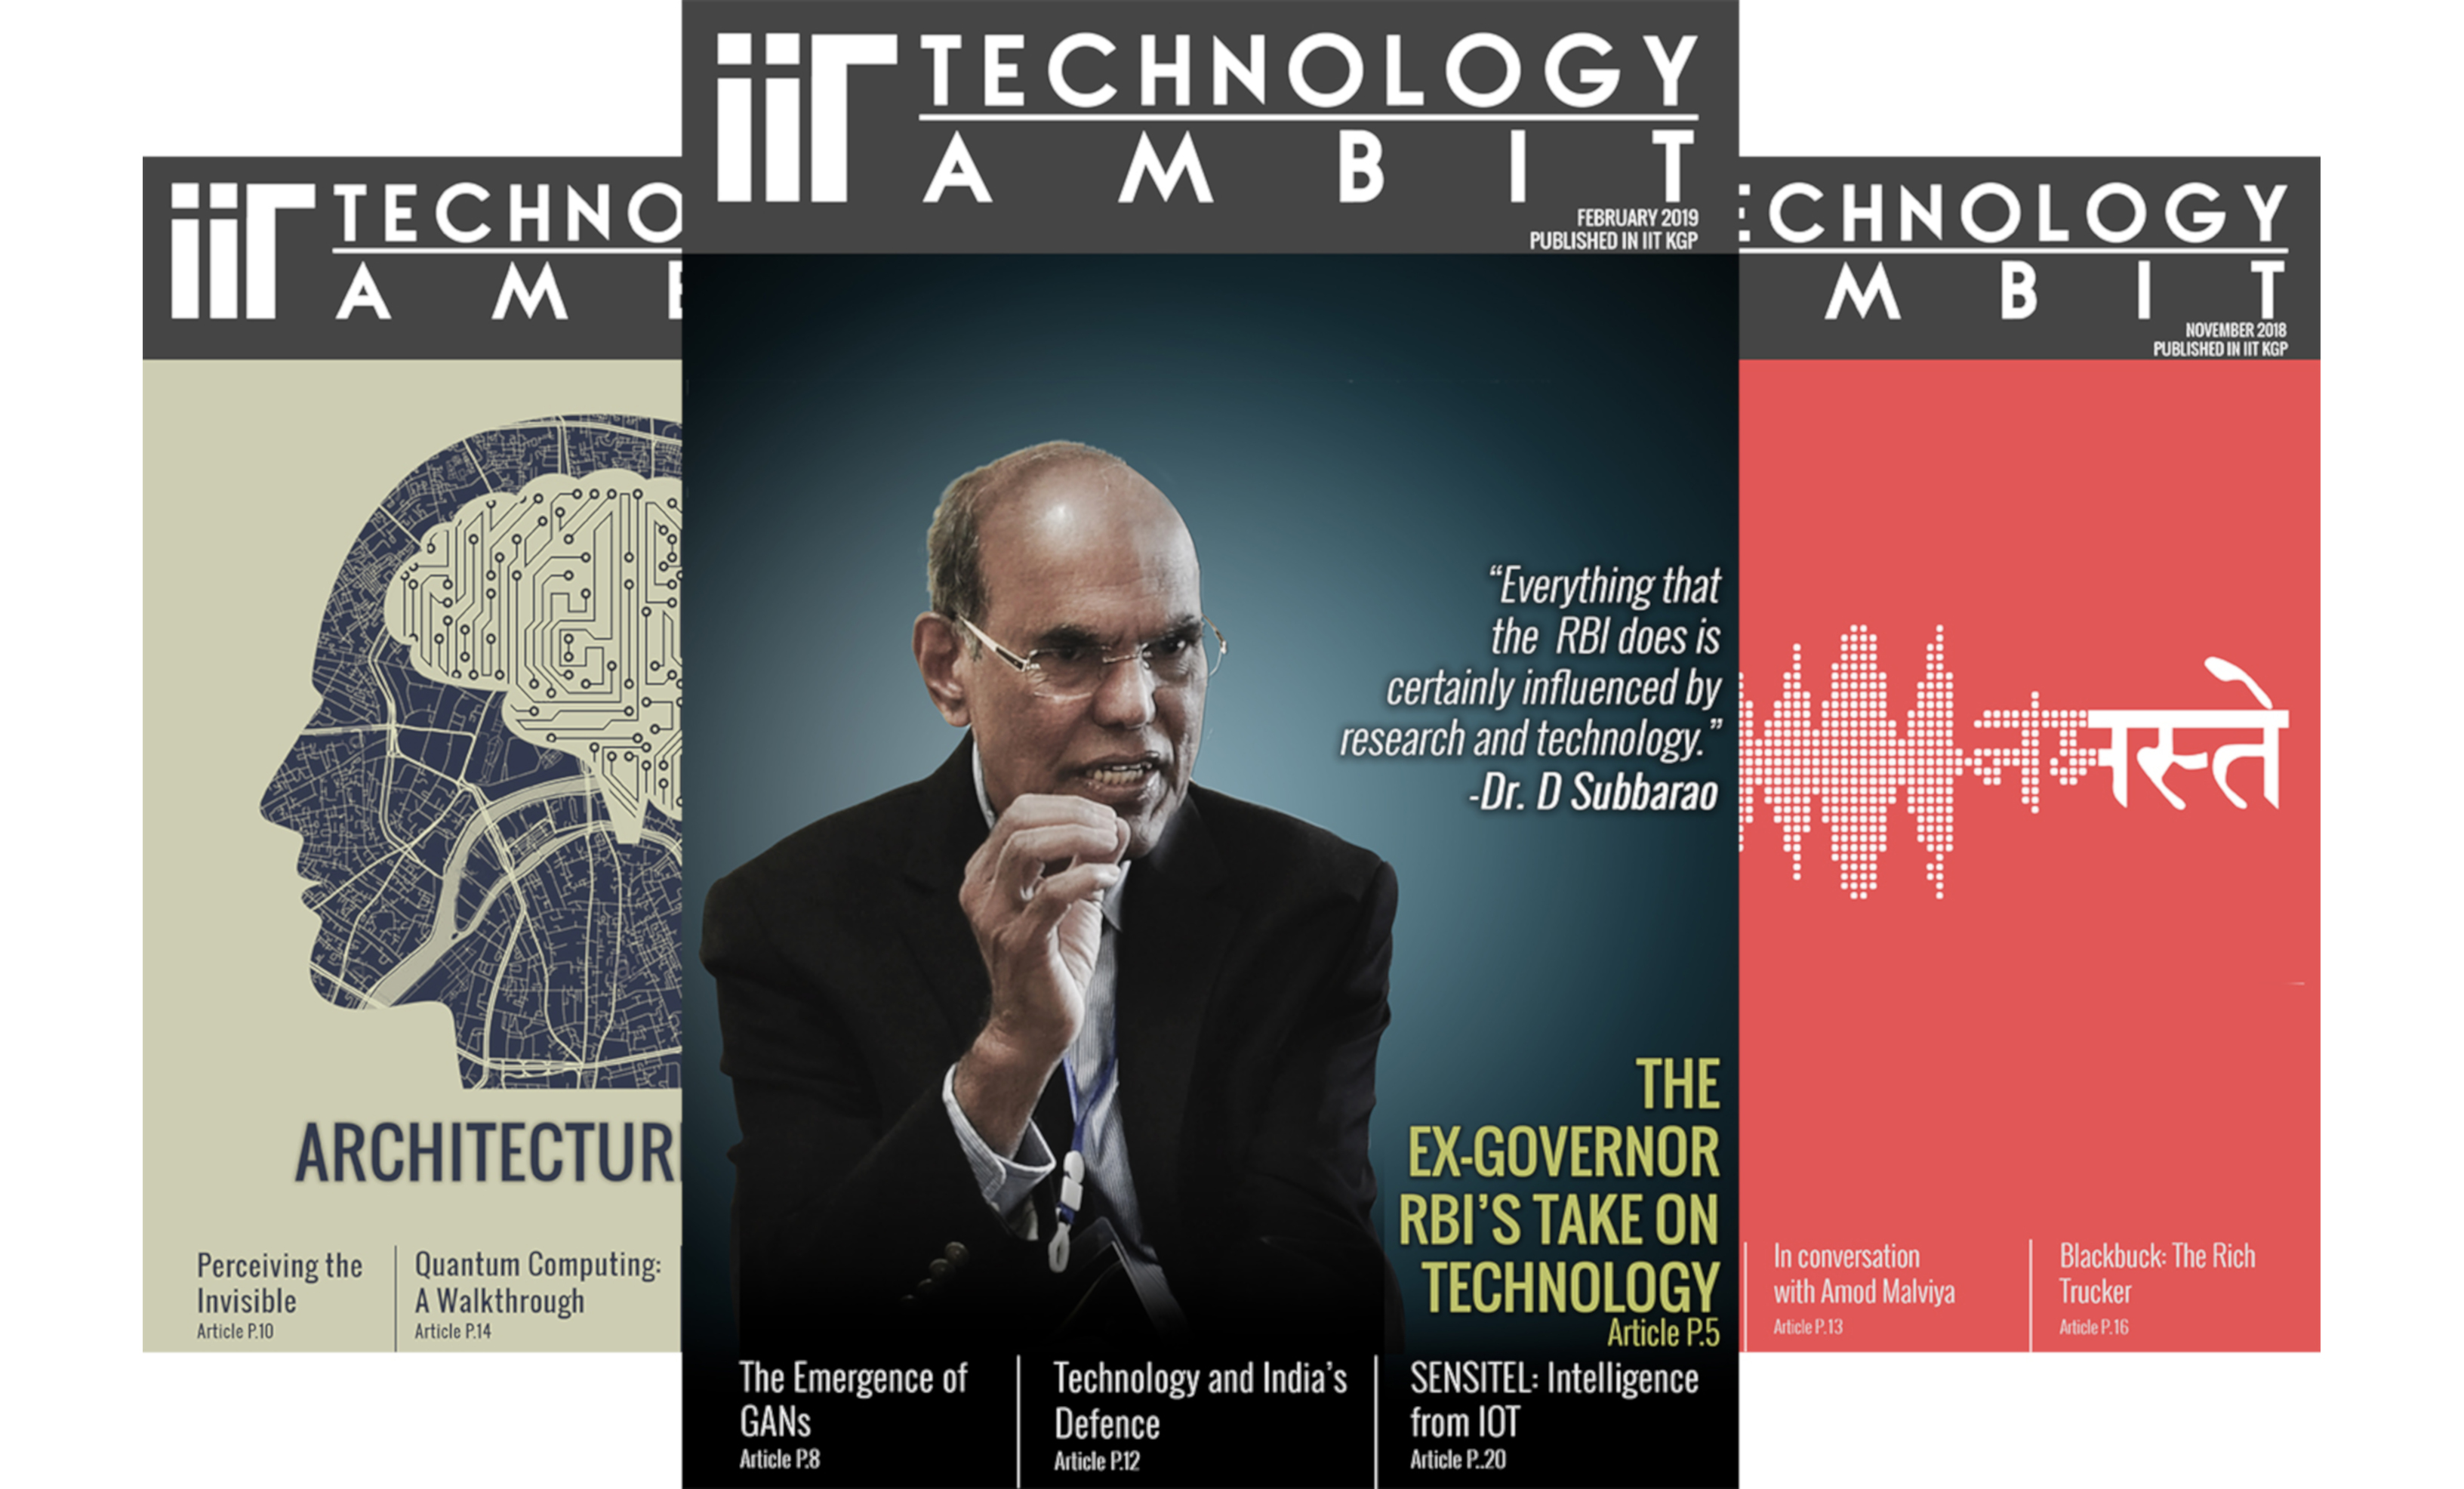 iiT TECHNO
AM
ARCHITECTUR
Perceiving the
Invisible
Article P.10
Quantum Computing:
A Walkthrough
Article P.14
iiT TECHNOLOGY
AMBIT
FEBRUARY 2019
PUBLISHED IN IIT KGP
“Everything that
the RBI does is
certainly influenced by
research and technology.”
-Dr. D Subbarao
THE
EX-GOVERNOR
RBI’S TAKE ON
TECHNOLOGY
Article P.5
The Emergence of
GANs
Article P.8
Technology and India’s
Defence
Article P.12
SENSITEL: Intelligence
from IOT
Article P..20
ECHNOLOGY
MBIT
NOVEMBER 2018
PUBLISHED IN IIT KGP
नमस्ते
In conversation
with Amod Malviya
Article P.13
Blackbuck: The Rich
Trucker
Article P.16